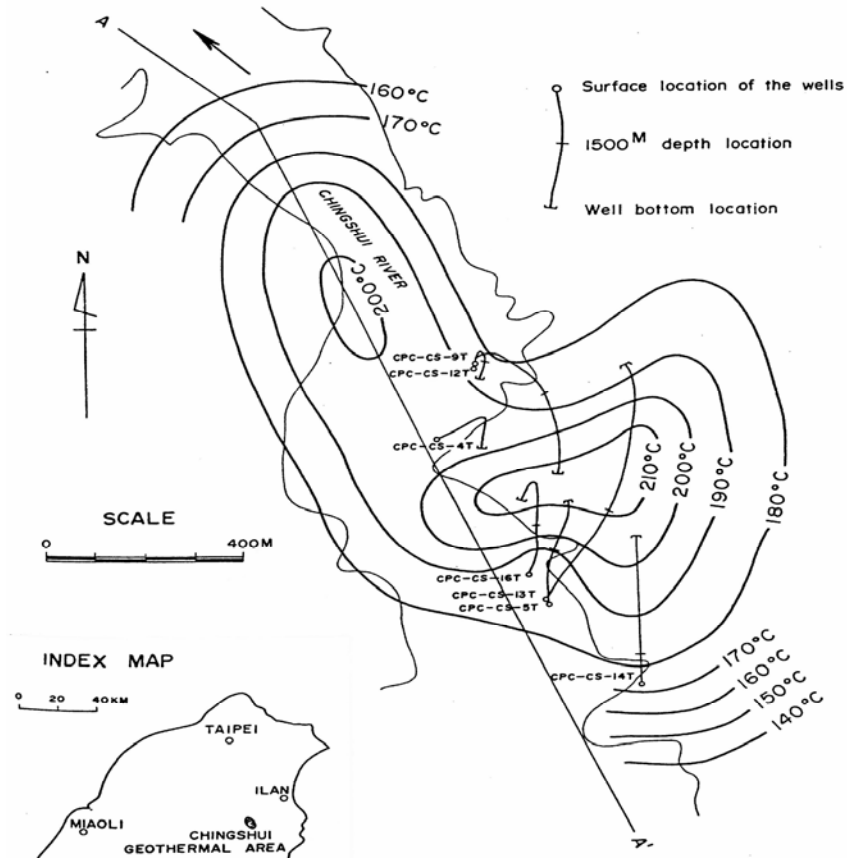 A
160°C
170°C
Surface location of the wells
1500M depth location
Well bottom location
CHINGSHUI RIVER
N
200°C
CPC-CS-9T
CPC-CS-12T
CPC-CS-4T
210°C
200°C
190°C
180°C
SCALE
0 400M
CPC-CS-16T
CPC-CS-13T
CPC-CS-5T
CPC-CS-14T
170°C
160°C
150°C
140°C
INDEX MAP
0 20 40KM
TAIPEI
ILAN
MIAOLI
CHINGSHUI
GEOTHERMAL AREA
A'